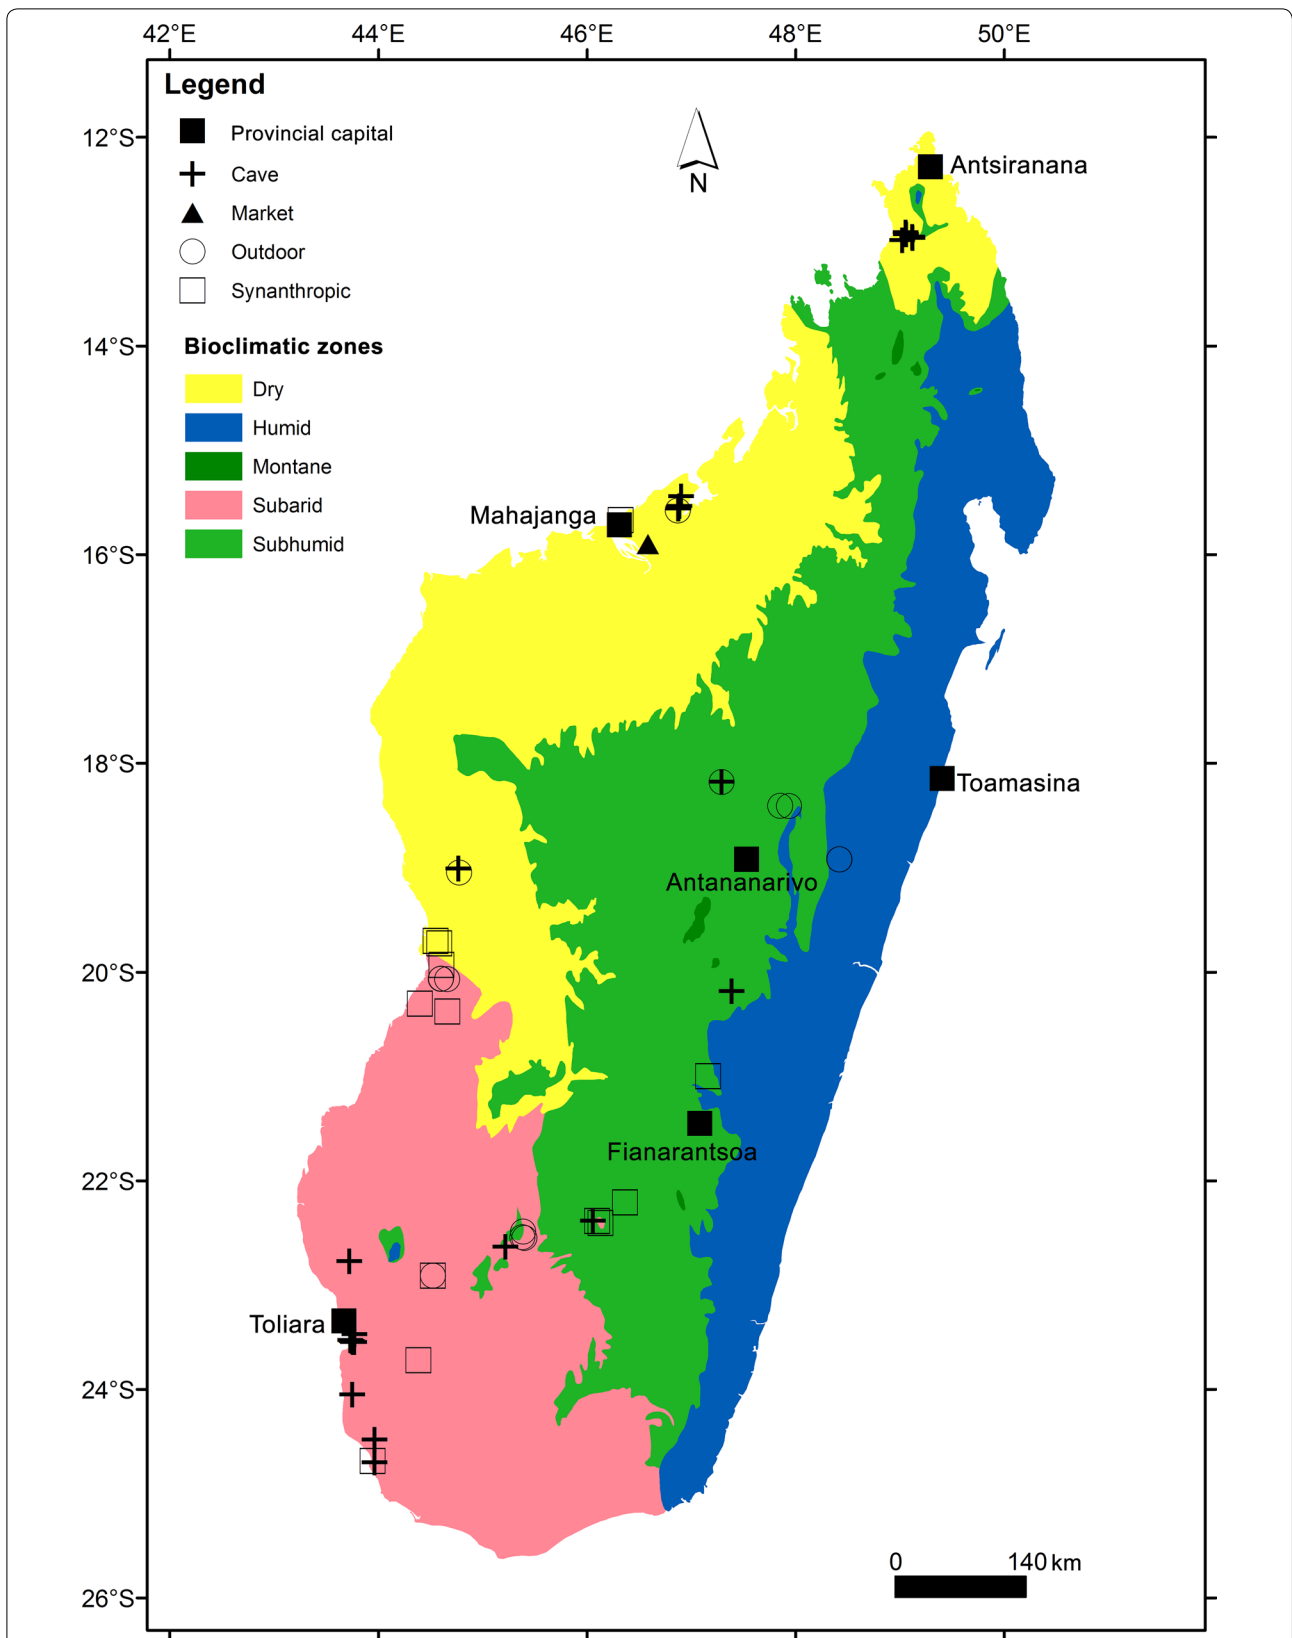 42°E 44°E 46°E 48°E 50°E
Legend
Provincial capital
Cave
Market
Outdoor
Synanthropic
Bioclimatic zones
Dry
Humid
Montane
Subarid
Subhumid
N
12°S
14°S
16°S
18°S
20°S
22°S
24°S
26°S
Antsiranana
Mahajanga
Toamasina
Antananarivo
Fianarantsoa
Toliara
0 140 km